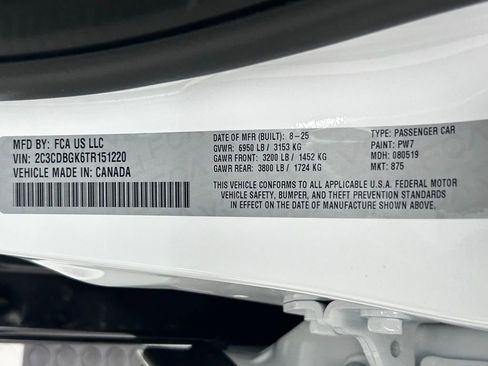 MFD BY: FCA US LLC
VIN: 2C3CDBGK6TR151220
VEHICLE MADE IN: CANADA
DATE OF MFR (BUILT): 8-25
GVWR: 6950 LB / 3153 KG
GAWR FRONT: 3200 LB / 1452 KG
GAWR REAR: 3800 LB / 1724 KG
TYPE: PASSENGER CAR
PAINT: PW7
MDH: 080519
MKT: 875
THIS VEHICLE CONFORMS TO ALL APPLICABLE U.S.A. FEDERAL MOTOR
VEHICLE SAFETY, BUMPER, AND THEFT PREVENTION STANDARDS
IN EFFECT ON THE DATE OF MANUFACTURE SHOWN ABOVE.